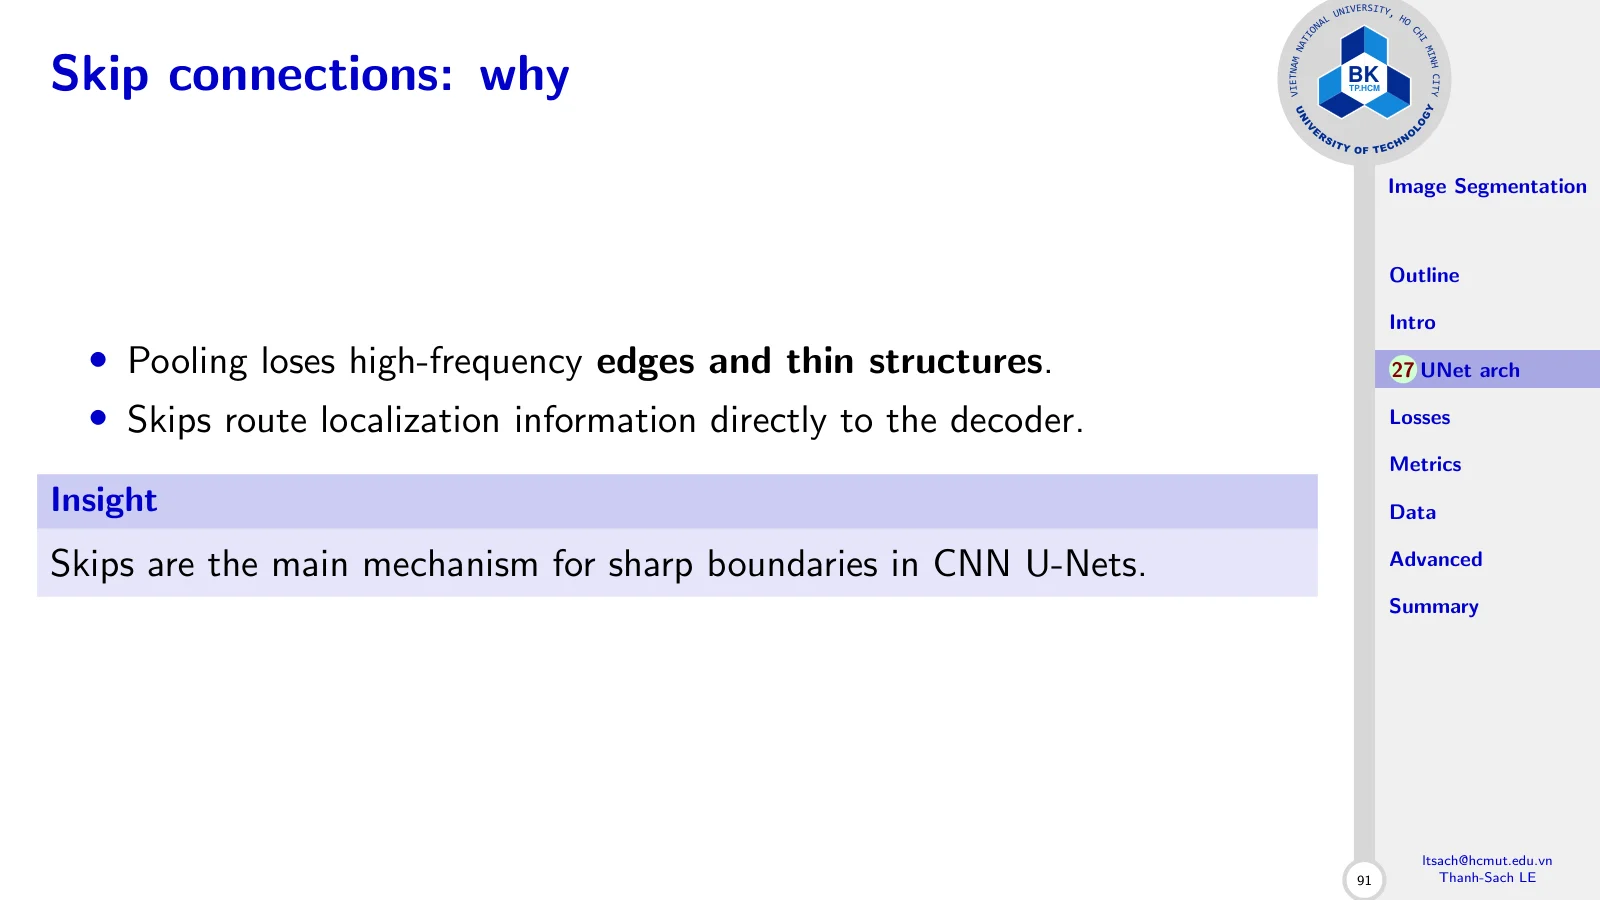 Skip connections: why
• Pooling loses high-frequency edges and thin structures.
• Skips route localization information directly to the decoder.
Insight
Skips are the main mechanism for sharp boundaries in CNN U-Nets.
VIETNAM NATIONAL UNIVERSITY, HO CHI MINH CITY
BK
TP.HCM
UNIVERSITY OF TECHNOLOGY
Image Segmentation
Outline
Intro
27 UNet arch
Losses
Metrics
Data
Advanced
Summary
ltsach@hcmut.edu.vn
Thanh-Sach LE
91